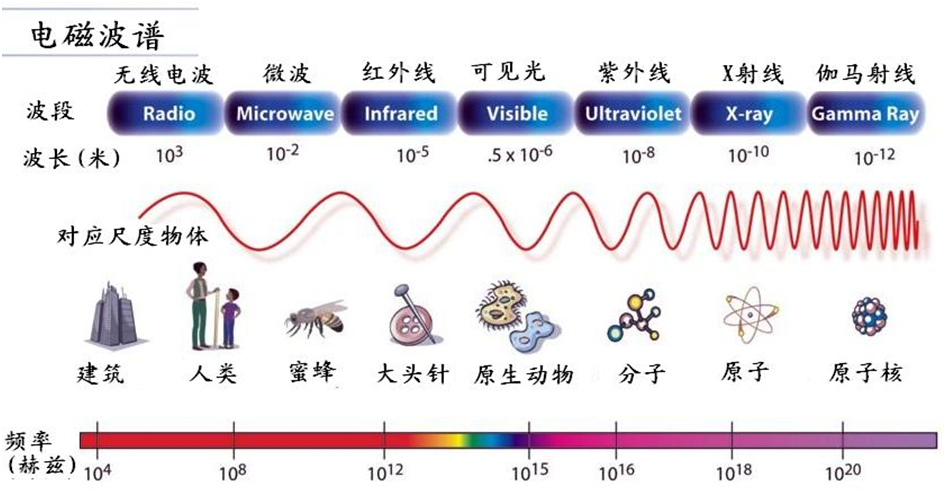 电磁波谱
无线电波 微波 红外线 可见光 紫外线 X射线 伽马射线
波段 Radio Microwave Infrared Visible Ultraviolet X-ray Gamma Ray
波长(米) 10³ 10⁻² 10⁻⁵ .5 x 10⁻⁶ 10⁻⁸ 10⁻¹⁰ 10⁻¹²
对应尺度物体
建筑 人类 蜜蜂 大头针 原生动物 分子 原子 原子核
频率
(赫兹) 10⁴ 10⁸ 10¹² 10¹⁵ 10¹⁶ 10¹⁸ 10²⁰